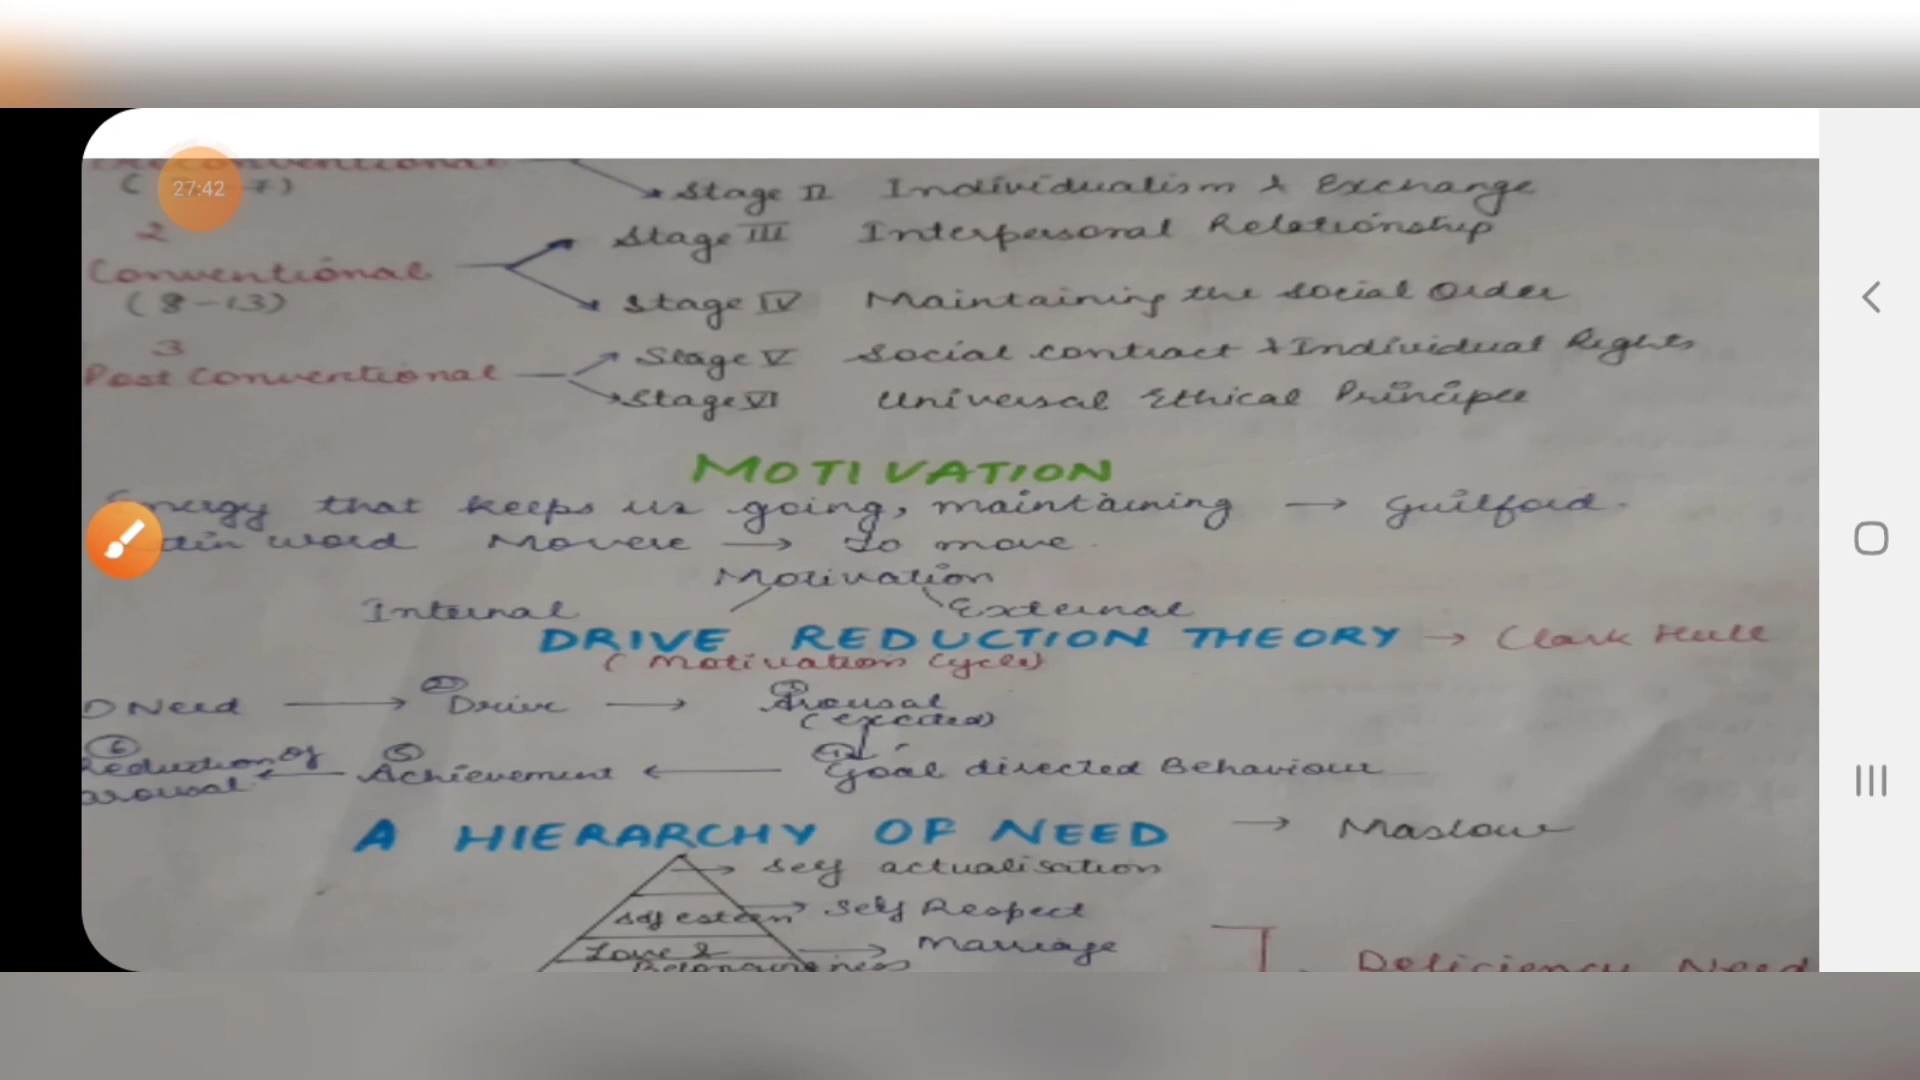 Preconventional
27:42
7)
Stage II Individualism & Exchange
2
Conventional
(8-13)
Stage III Interpersonal Relationship
Stage IV Maintaining the social Order
3
Post Conventional
Stage V Social contract & Individual Rights
Stage VI Universal Ethical Principle
MOTIVATION
Energy that keeps us going, maintaining → Guilford.
word Movere → To move
Motivation
Internal External
DRIVE REDUCTION THEORY → Clark Hull
(Motivation Cycle)
① Need → ② Drive → ③ Arousal
(excited)
④ Goal directed Behaviour
⑤ Achievement
⑥ Reduction of
arousal
A HIERARCHY OF NEED → Maslow
→ Self actualisation
Self esteem → Self Respect
Love &
Belongingness → Marriage
Deficiency Need